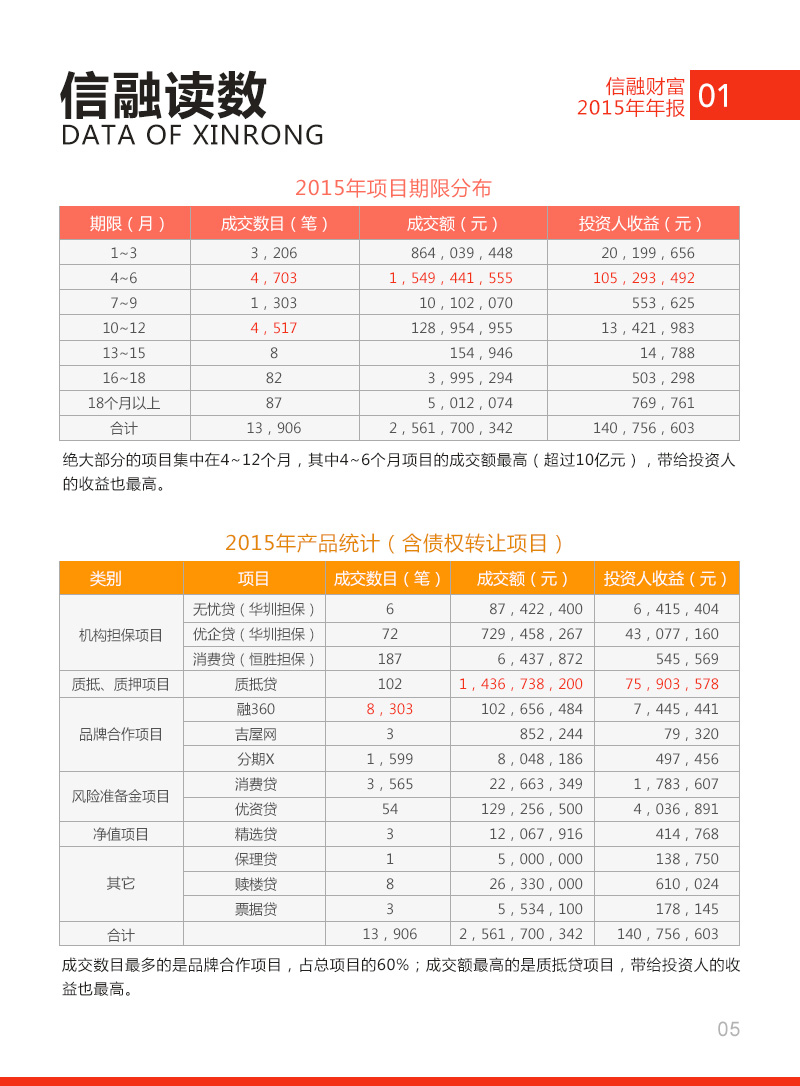 信融读数
DATA OF XINRONG
信融财富
2015年年报
01
2015年项目期限分布
期限（月） 成交数目（笔） 成交额（元） 投资人收益（元）
1~3 3，206 864，039，448 20，199，656
4~6 4，703 1，549，441，555 105，293，492
7~9 1，303 10，102，070 553，625
10~12 4，517 128，954，955 13，421，983
13~15 8 154，946 14，788
16~18 82 3，995，294 503，298
18个月以上 87 5，012，074 769，761
合计 13，906 2，561，700，342 140，756，603
绝大部分的项目集中在4~12个月，其中4~6个月项目的成交额最高（超过10亿元），带给投资人
的收益也最高。
2015年产品统计（含债权转让项目）
类别 项目 成交数目（笔） 成交额（元） 投资人收益（元）
机构担保项目 无忧贷（华圳担保） 6 87，422，400 6，415，404
优企贷（华圳担保） 72 729，458，267 43，077，160
消费贷（恒胜担保） 187 6，437，872 545，569
质抵、质押项目 质抵贷 102 1，436，738，200 75，903，578
品牌合作项目 融360 8，303 102，656，484 7，445，441
吉屋网 3 852，244 79，320
分期X 1，599 8，048，186 497，456
风险准备金项目 消费贷 3，565 22，663，349 1，783，607
优资贷 54 129，256，500 4，036，891
净值项目 精选贷 3 12，067，916 414，768
其它 保理贷 1 5，000，000 138，750
赎楼贷 8 26，330，000 610，024
票据贷 3 5，534，100 178，145
合计 13，906 2，561，700，342 140，756，603
成交数目最多的是品牌合作项目，占总项目的60%；成交额最高的是质抵贷项目，带给投资人的收
益也最高。
05